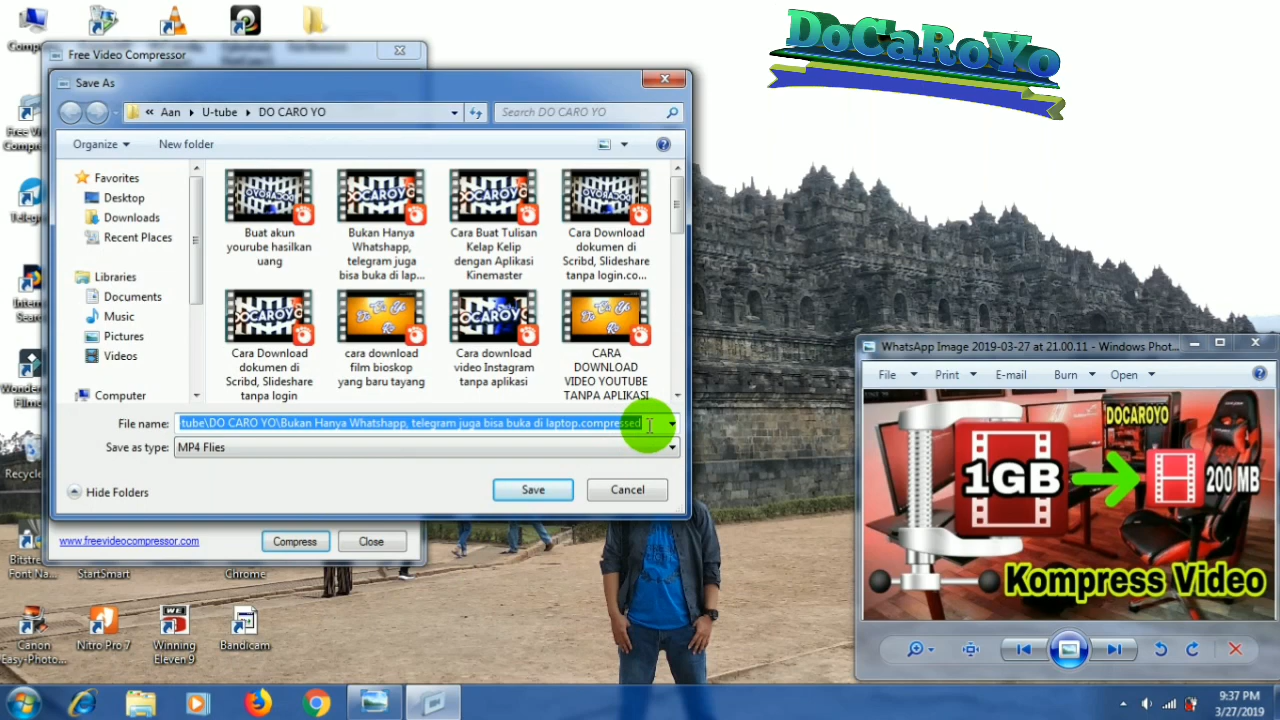 DoCaRoYo
Free Video Compressor
Save As
« Aan ▸ U-tube ▸ DO CARO YO
Search DO CARO YO
Organize
New folder
Favorites
Desktop
Downloads
Recent Places
Libraries
Documents
Music
Pictures
Videos
Computer
Buat akun
yourube hasilkan
uang
Bukan Hanya
Whatshapp,
telegram juga
bisa buka di lap...
Cara Buat Tulisan
Kelap Kelip
dengan Aplikasi
Kinemaster
Cara Download
dokumen di
Scribd, Slideshare
tanpa login.co...
Cara Download
dokumen di
Scribd, Slideshare
tanpa login
cara download
film bioskop
yang baru tayang
Cara download
video Instagram
tanpa aplikasi
CARA
DOWNLOAD
VIDEO YOUTUBE
TANPA APLIKASI
File name:
tube\DO CARO YO\Bukan Hanya Whatshapp, telegram juga bisa buka di laptop.compressed
Save as type:
MP4 Flies
Hide Folders
Save
Cancel
www.freevideocompressor.com
Compress
Close
StartSmart
Chrome
Canon
Easy-Photo...
Nitro Pro 7
Winning
Eleven 9
Bandicam
WhatsApp Image 2019-03-27 at 21.00.11 - Windows Phot...
File
Print
E-mail
Burn
Open
DOCAROYO
1GB
200 MB
Kompress Video
9:37 PM
3/27/2019